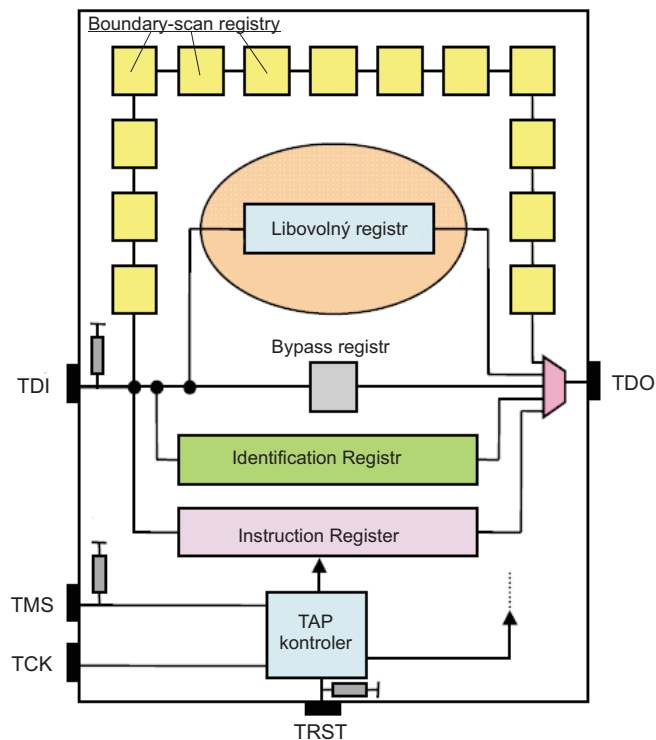 Boundary-scan registry
Libovolný registr
Bypass registr
TDI
TDO
Identification Registr
Instruction Register
TMS
TAP
kontroler
TCK
TRST